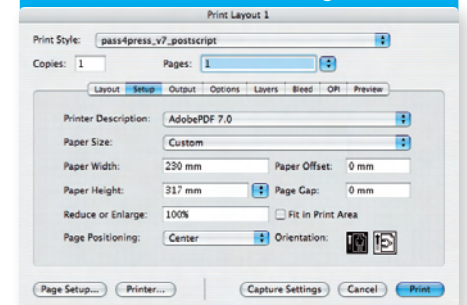 Print Layout 1
Print Style: pass4press_v7_postscript
Copies: 1 Pages: 1
Layout Setup Output Options Layers Bleed OPI Preview
Printer Description: AdobePDF 7.0
Paper Size: Custom
Paper Width: 230 mm Paper Offset: 0 mm
Paper Height: 317 mm Page Gap: 0 mm
Reduce or Enlarge: 100% Fit in Print Area
Page Positioning: Center Orientation:
Page Setup... Printer... Capture Settings Cancel Print